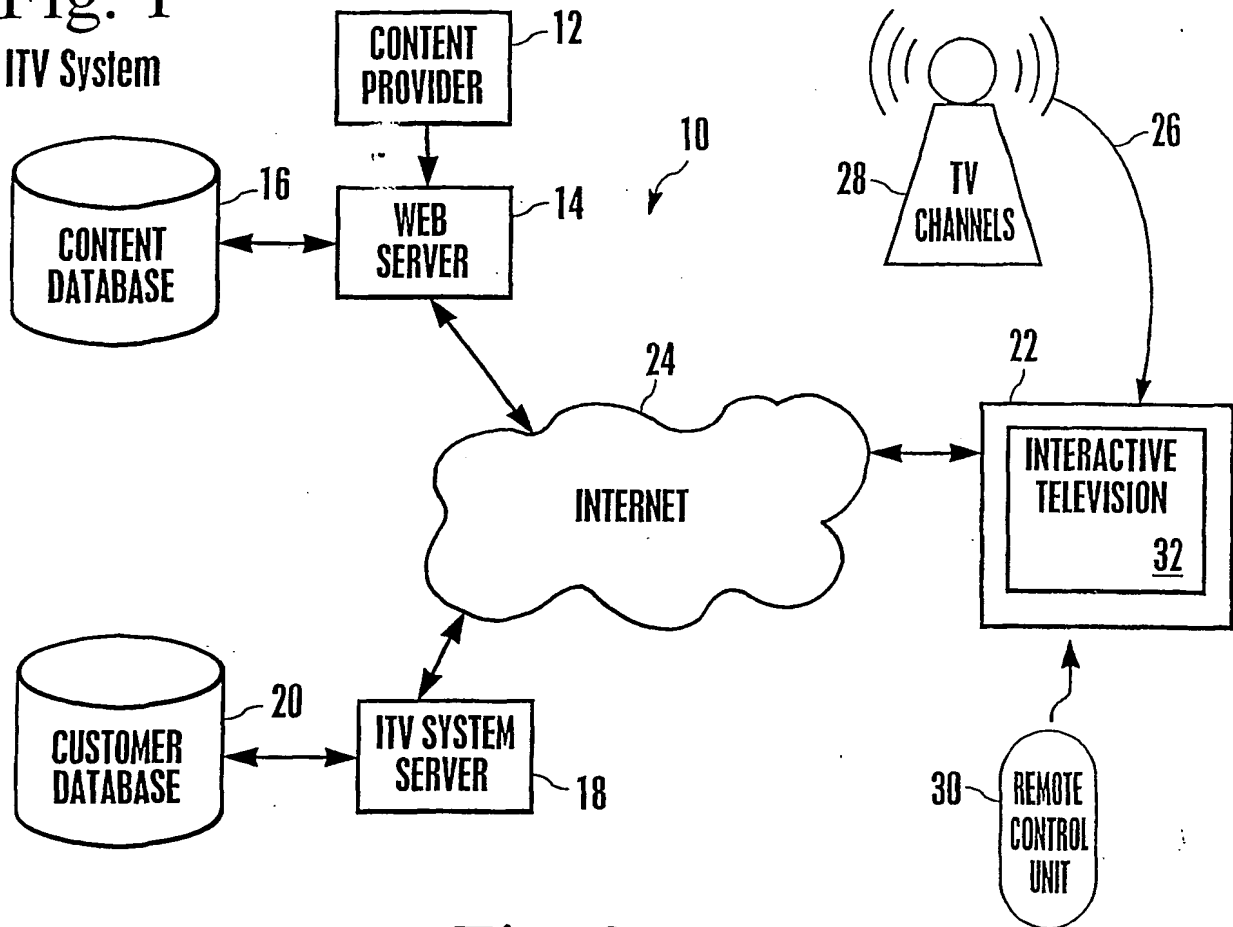 Fig. 1
ITV System
CONTENT
PROVIDER
12
10
26
28
TV
CHANNELS
16
CONTENT
DATABASE
WEB
SERVER
14
24
INTERNET
22
INTERACTIVE
TELEVISION
32
20
CUSTOMER
DATABASE
ITV SYSTEM
SERVER
18
30
REMOTE
CONTROL
UNIT